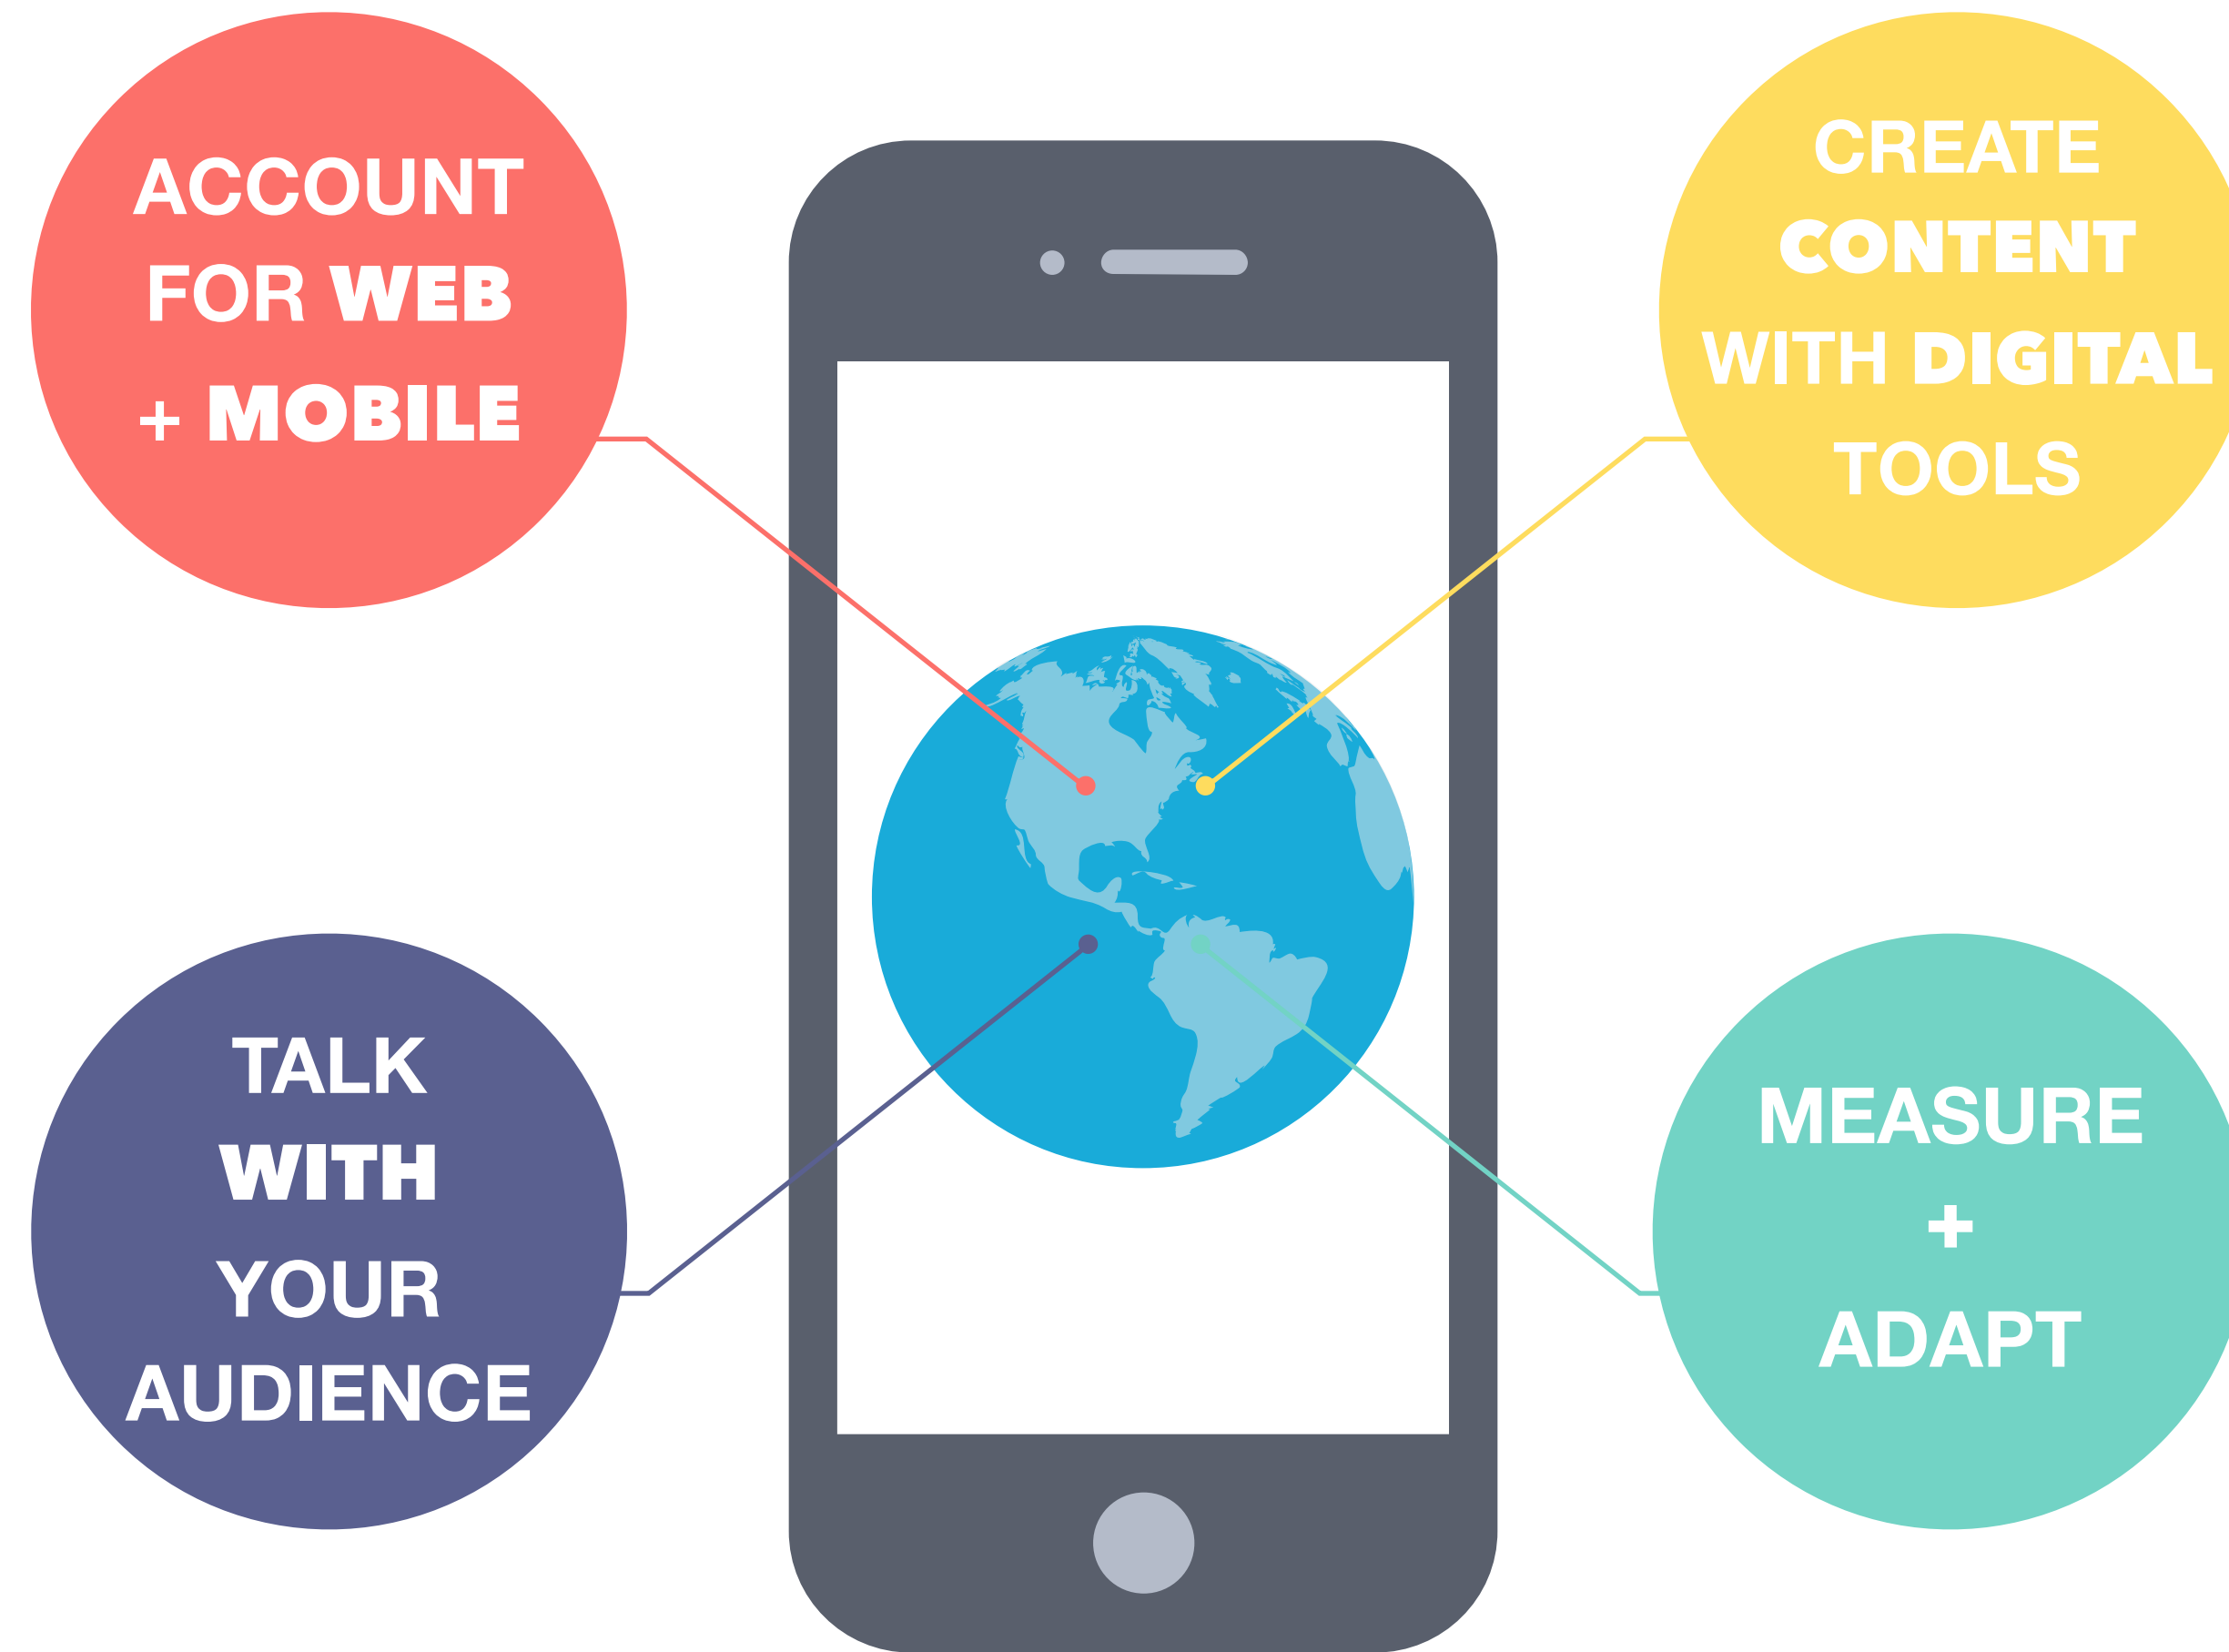 ACCOUNT
FOR WEB
+ MOBILE
CREATE
CONTENT
WITH DIGITAL
TOOLS
TALK
WITH
YOUR
AUDIENCE
MEASURE
+
ADAPT